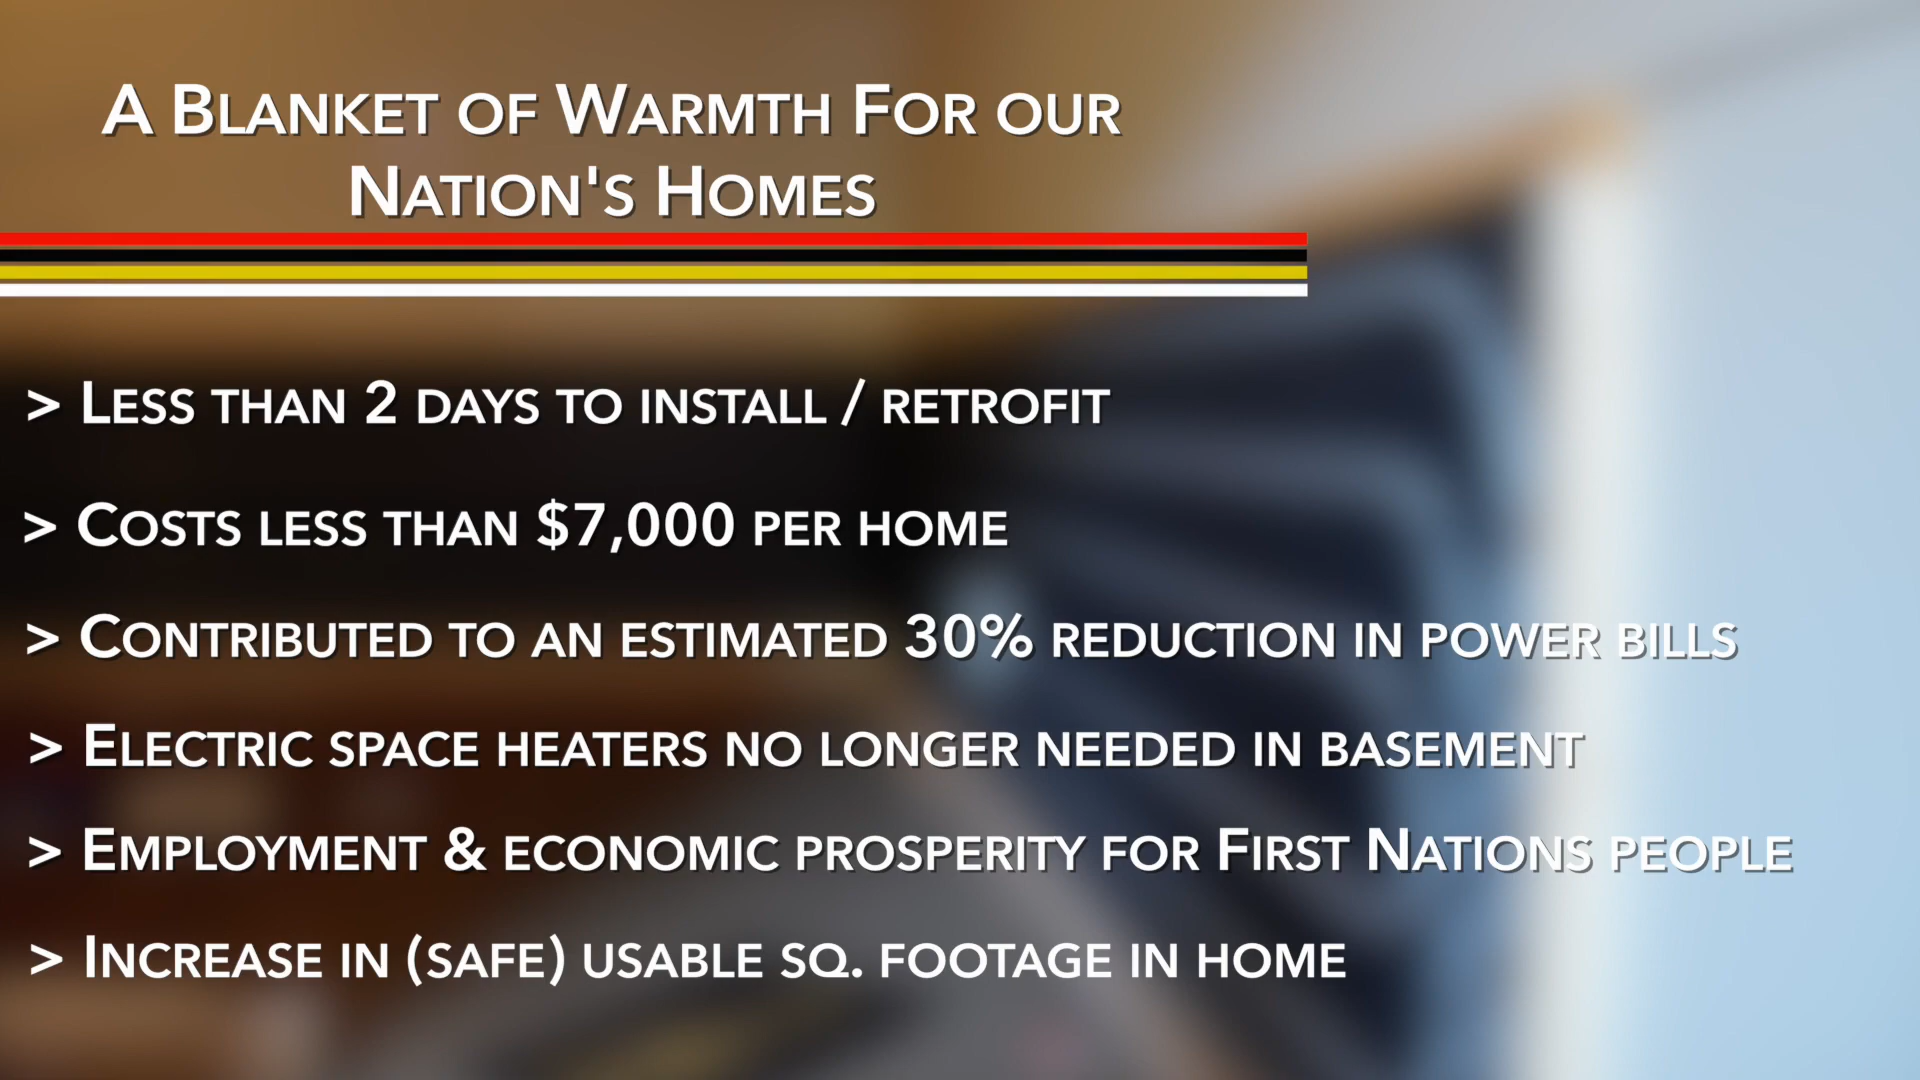 A Blanket of Warmth For our
Nation's Homes
> Less than 2 days to install / retrofit
> Costs less than $7,000 per home
> Contributed to an estimated 30% reduction in power bills
> Electric space heaters no longer needed in basement
> Employment & economic prosperity for First Nations people
> Increase in (safe) usable sq. footage in home